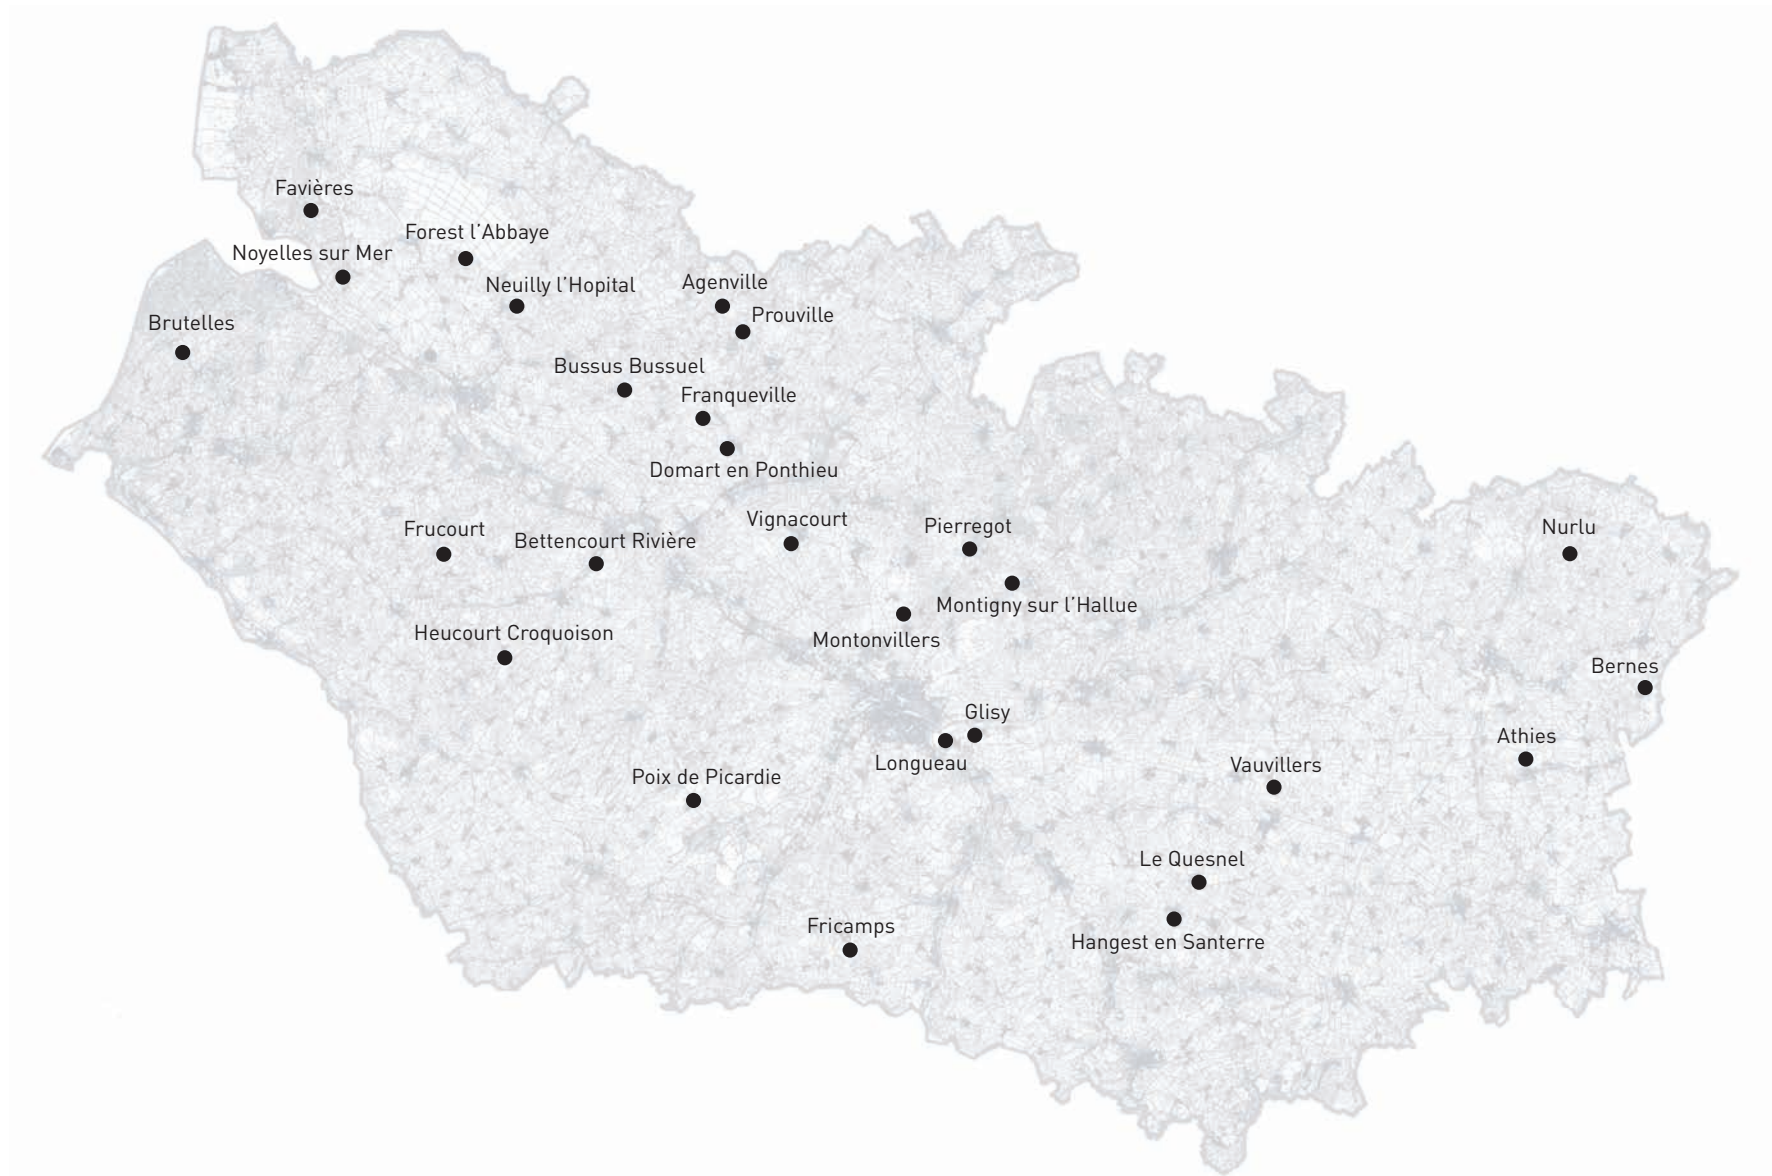 Favières
Forest l'Abbaye
Noyelles sur Mer
Neuilly l'Hopital
Agenville
Prouville
Brutelles
Bussus Bussuel
Franqueville
Domart en Ponthieu
Vignacourt
Pierregot
Nurlu
Frucourt
Bettencourt Rivière
Montigny sur l'Hallue
Heucourt Croquoison
Montonvillers
Bernes
Glisy
Athies
Longueau
Vauvillers
Poix de Picardie
Le Quesnel
Fricamps
Hangest en Santerre